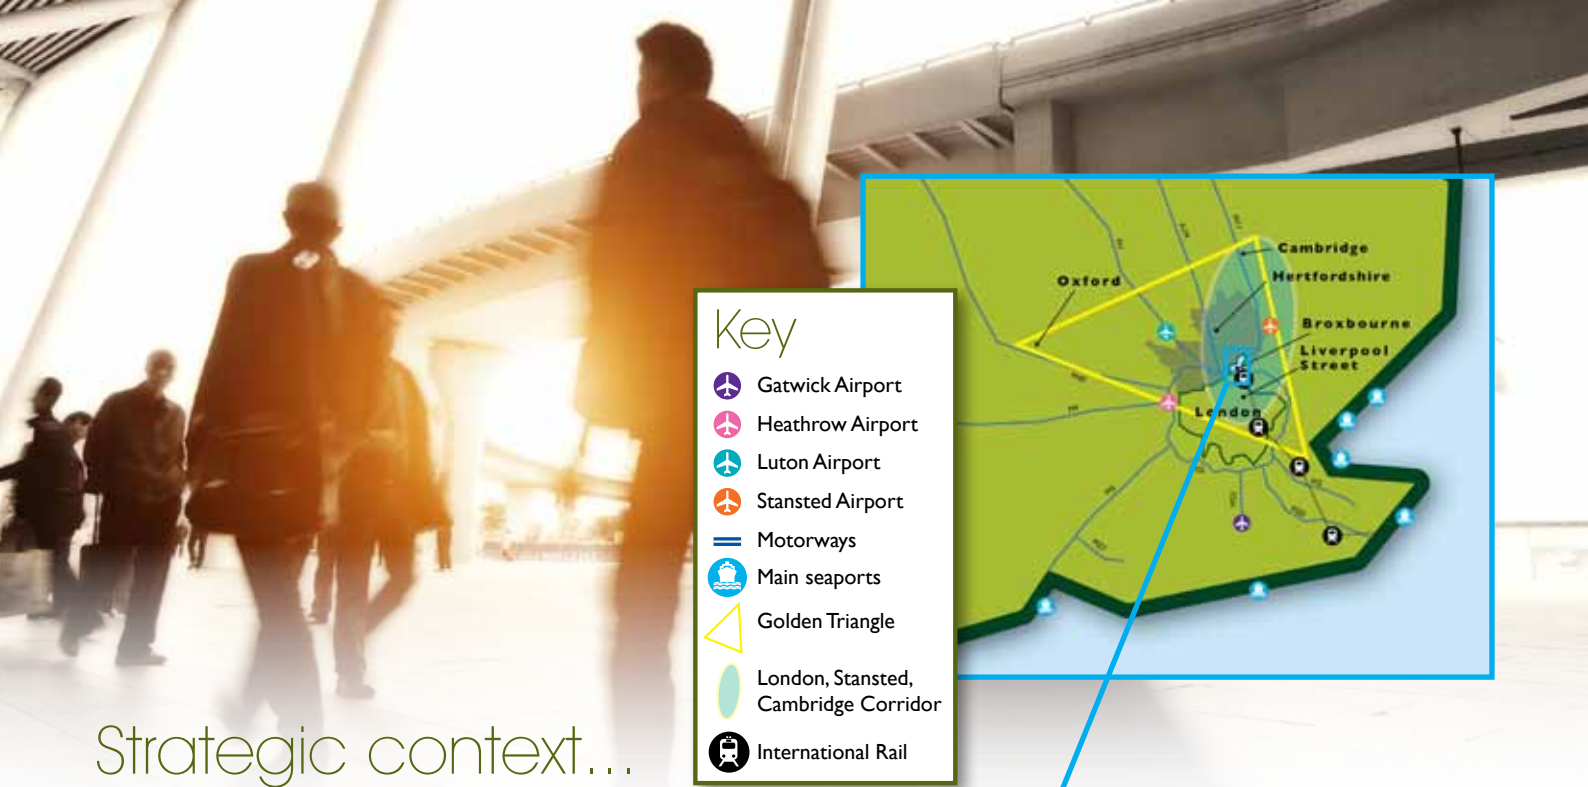 Cambridge
Hertfordshire
Oxford
Broxbourne
Liverpool
Street
London
Key
Gatwick Airport
Heathrow Airport
Luton Airport
Stansted Airport
Motorways
Main seaports
Golden Triangle
London, Stansted,
Cambridge Corridor
International Rail
Strategic context...